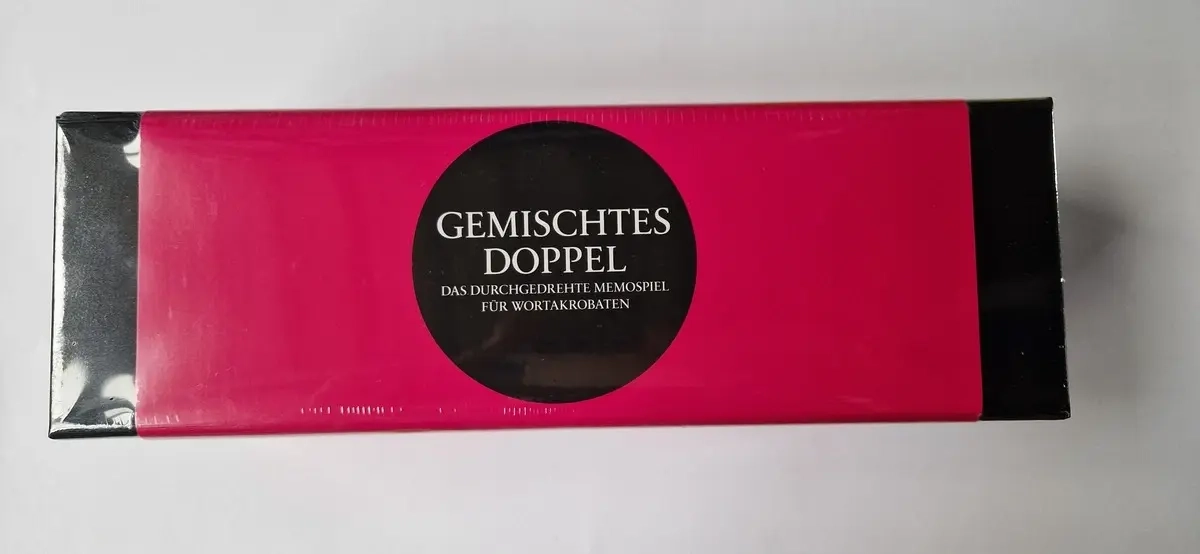 GEMISCHTES
DOPPEL
DAS DURCHGEDREHTE MEMOSPIEL
FÜR WORTAKROBATEN